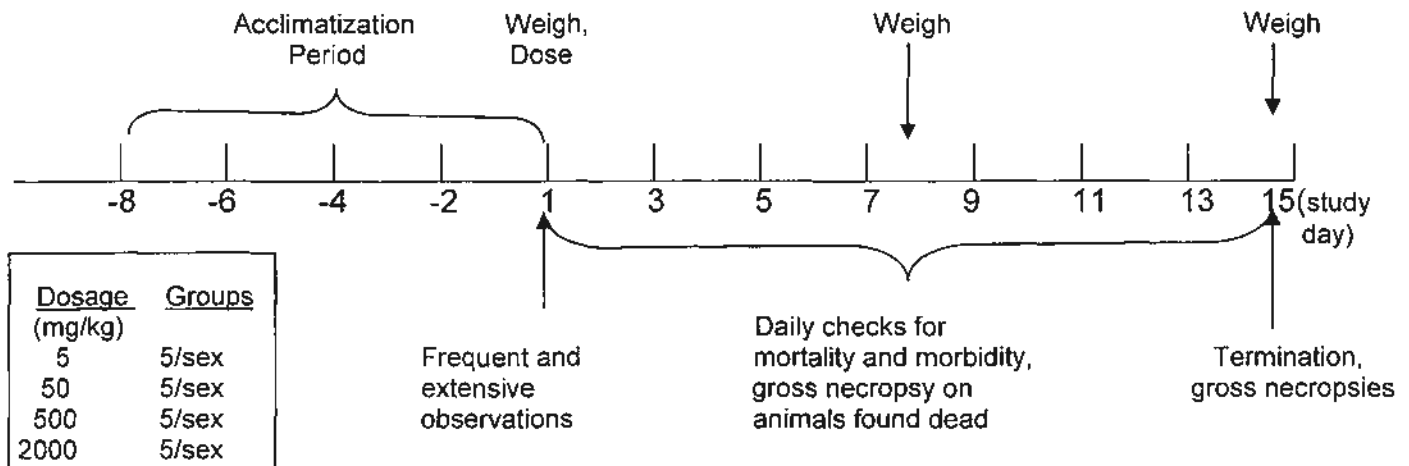 Acclimatization
Period
Weigh,
Dose
Weigh
Weigh
-8 -6 -4 -2 1 3 5 7 9 11 13 15(study
day)
Dosage Groups
(mg/kg)
5 5/sex
50 5/sex
500 5/sex
2000 5/sex
Frequent and
extensive
observations
Daily checks for
mortality and morbidity,
gross necropsy on
animals found dead
Termination,
gross necropsies